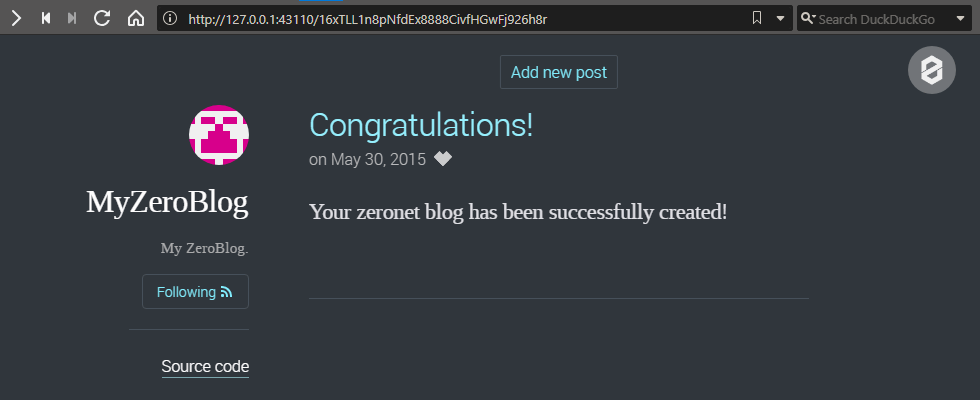 http://127.0.0.1:43110/16xTLL1n8pNfdEx8888CivfHGwFj926h8r
Search DuckDuckGo
Add new post
Congratulations!
on May 30, 2015
MyZeroBlog
Your zeronet blog has been successfully created!
My ZeroBlog.
Following
Source code